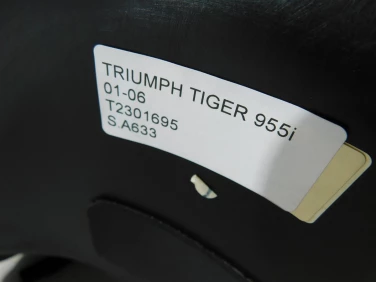 TRIUMPH TIGER 955i
01-06
T2301695
S.A633